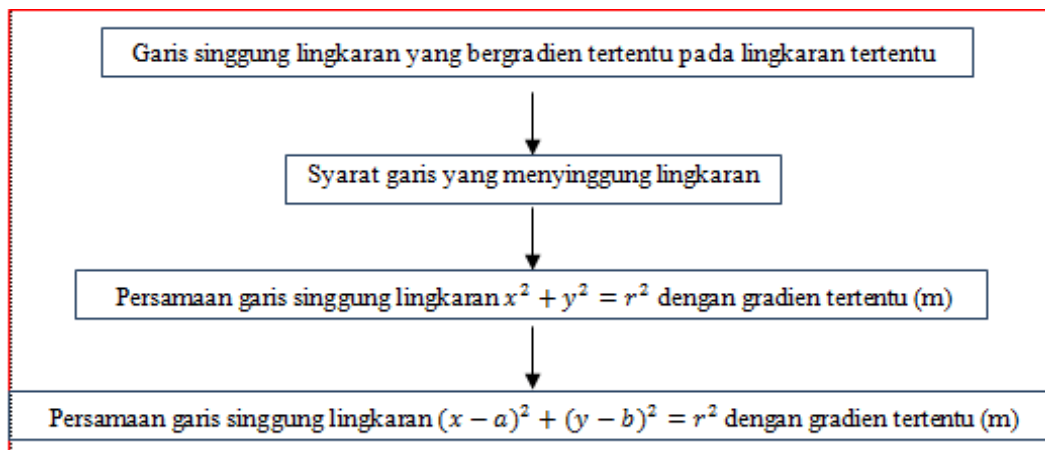 Garis singgung lingkaran yang bergradien tertentu pada lingkaran tertentu
Syarat garis yang menyinggung lingkaran
Persamaan garis singgung lingkaran x² + y² = r² dengan gradien tertentu (m)
Persamaan garis singgung lingkaran (x − a)² + (y − b)² = r² dengan gradien tertentu (m)